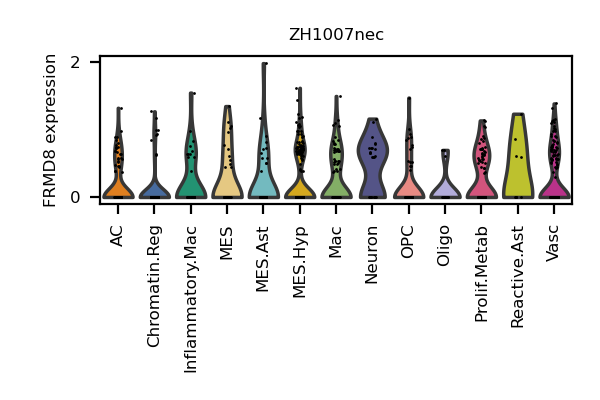 ZH1007nec
FRMD8 expression
2
0
AC
Chromatin.Reg
Inflammatory.Mac
MES
MES.Ast
MES.Hyp
Mac
Neuron
OPC
Oligo
Prolif.Metab
Reactive.Ast
Vasc